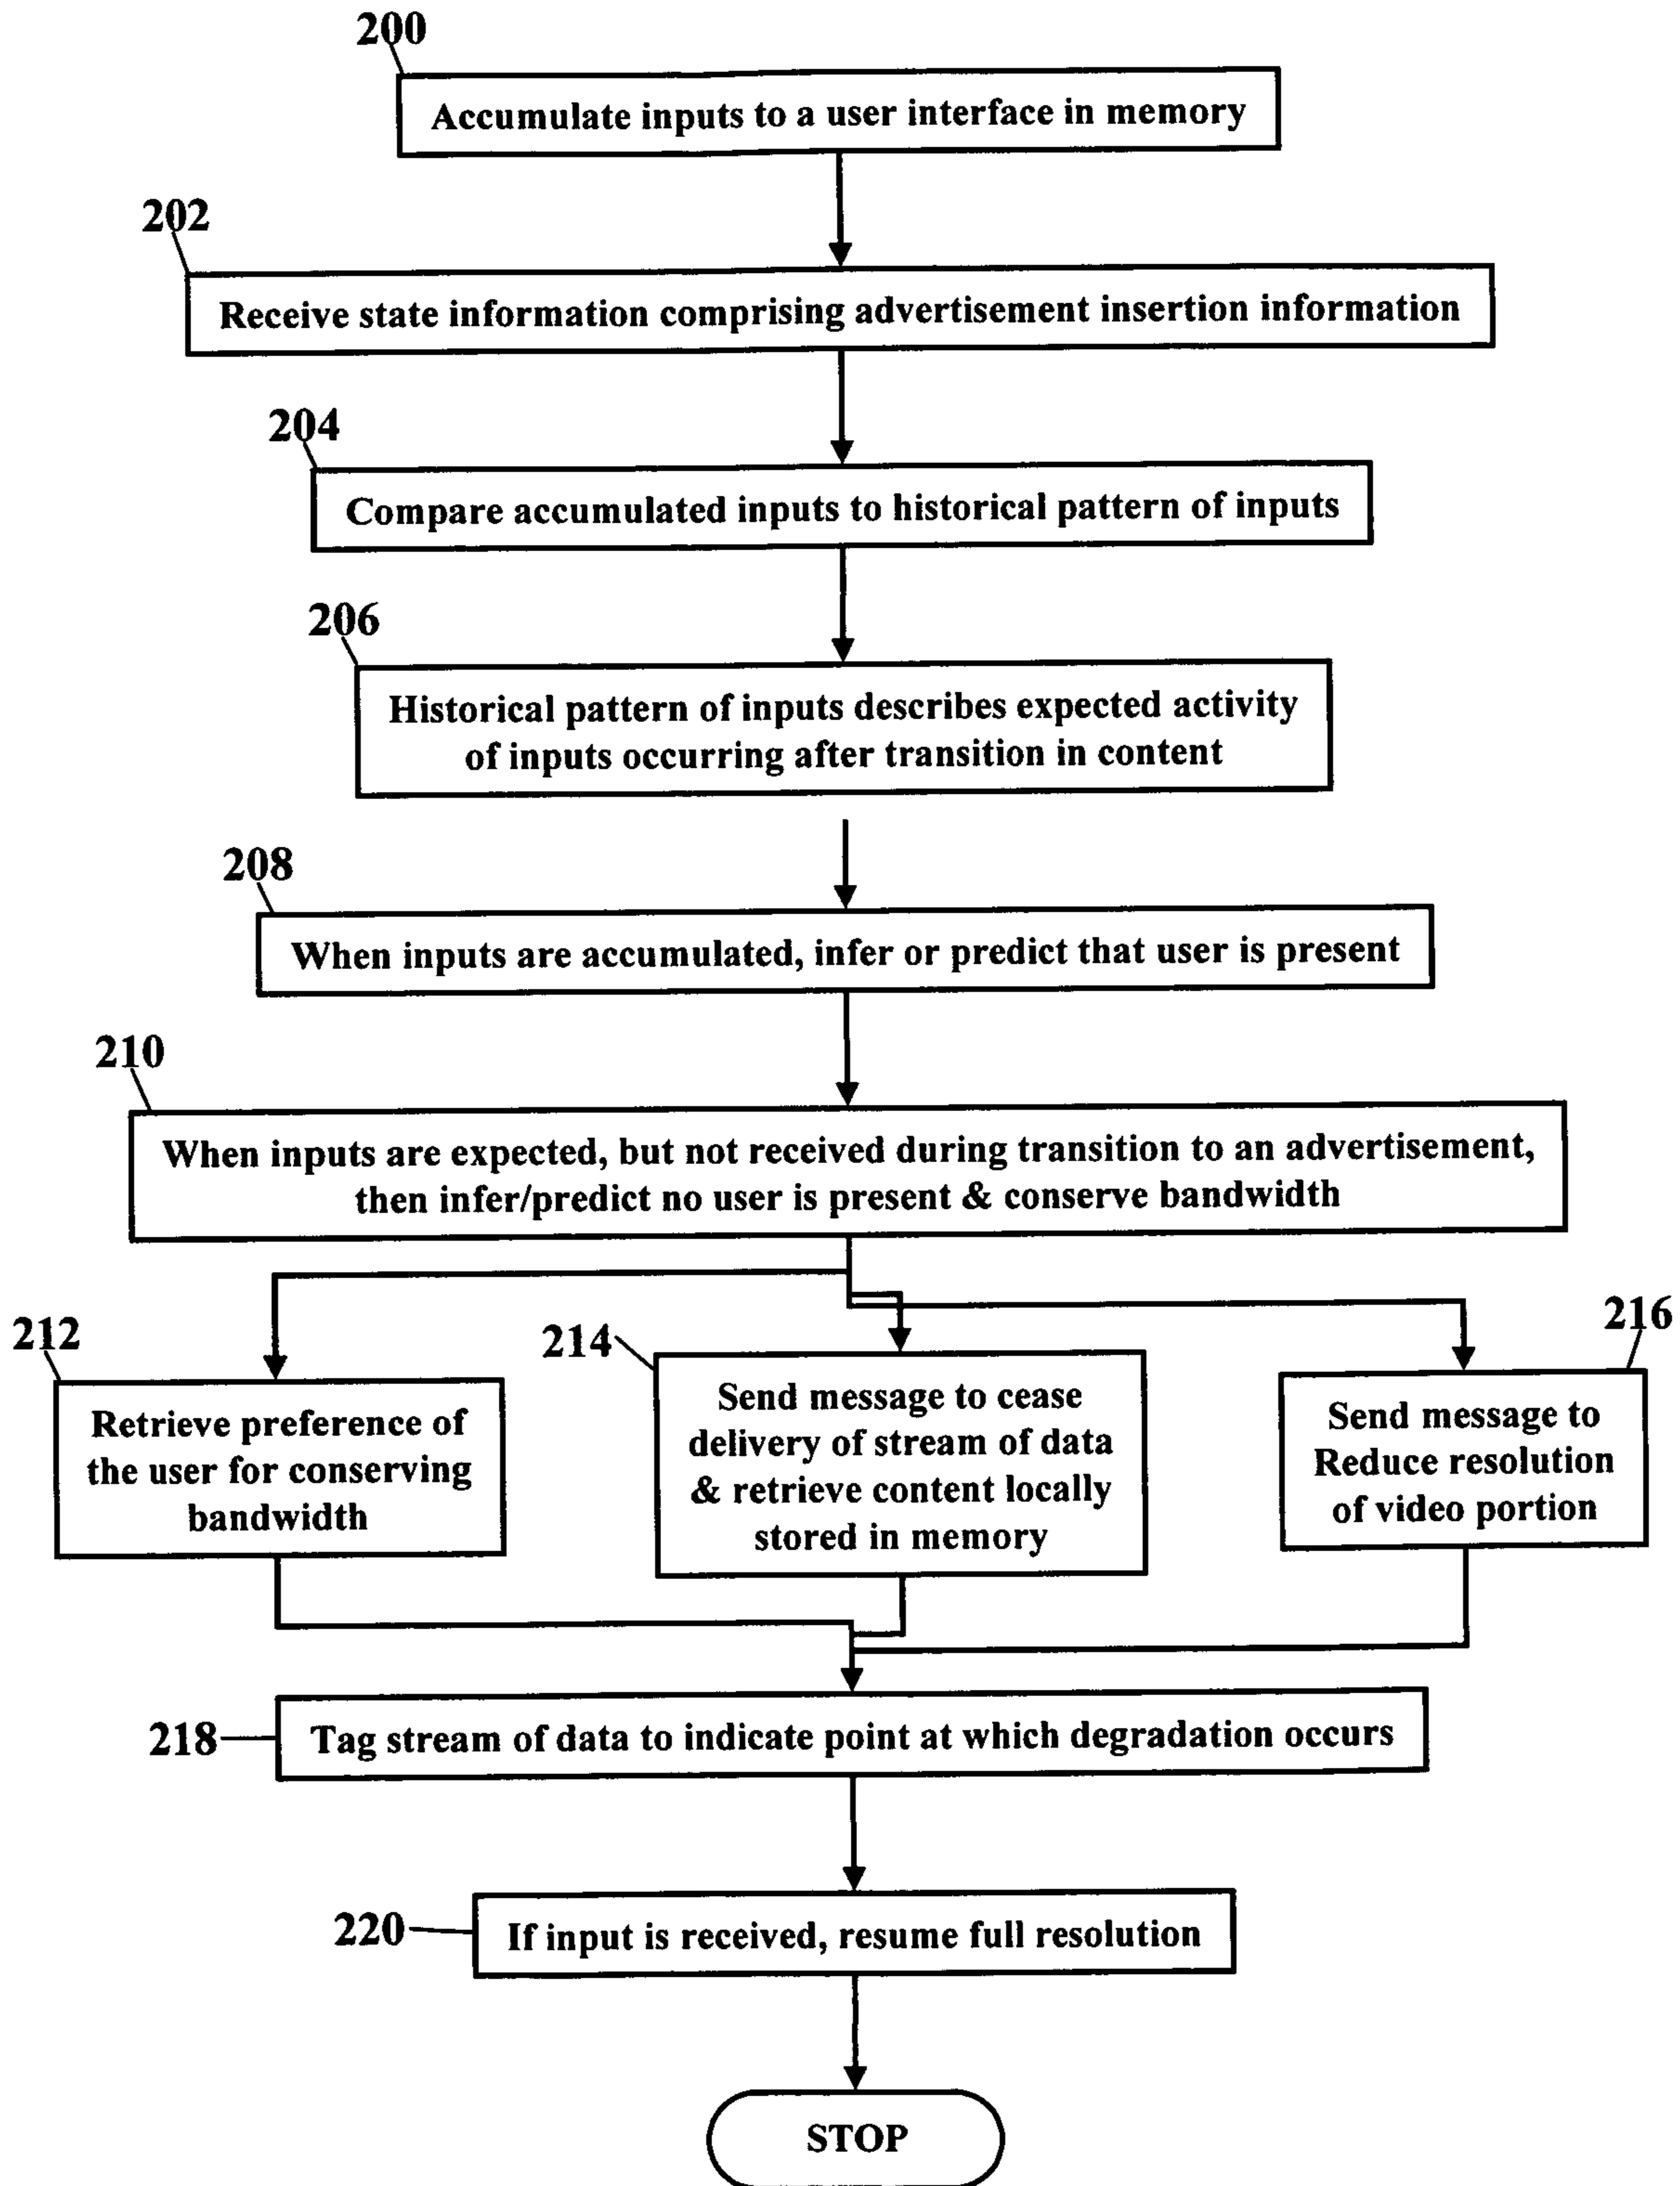 200
Accumulate inputs to a user interface in memory
202
Receive state information comprising advertisement insertion information
204
Compare accumulated inputs to historical pattern of inputs
206
Historical pattern of inputs describes expected activity
of inputs occurring after transition in content
208
When inputs are accumulated, infer or predict that user is present
210
When inputs are expected, but not received during transition to an advertisement,
then infer/predict no user is present & conserve bandwidth
212
Retrieve preference of
the user for conserving
bandwidth
214
Send message to cease
delivery of stream of data
& retrieve content locally
stored in memory
216
Send message to
Reduce resolution
of video portion
218
Tag stream of data to indicate point at which degradation occurs
220
If input is received, resume full resolution
STOP